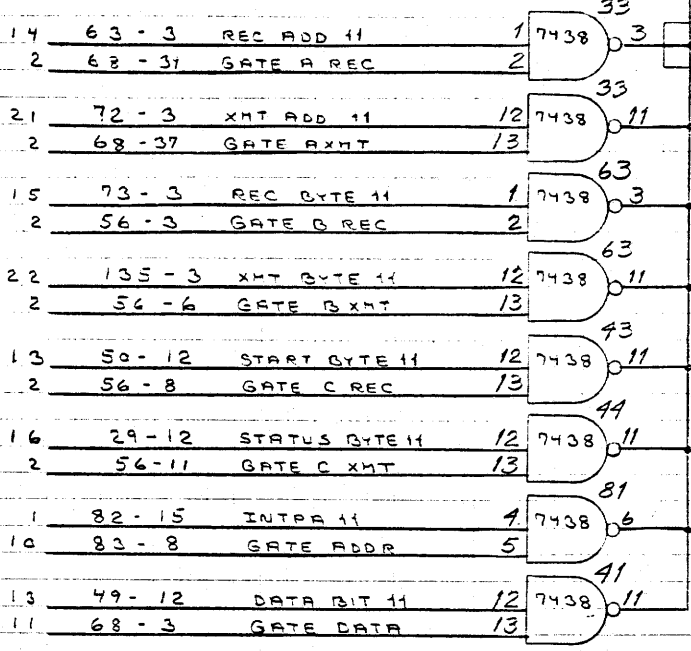 33
14 63-3 REC ADD 11 1 7438 3
2 GATE A REC 2
33
21 72-3 XMT ADD 11 12 7438 11
2 68-37 GATE AXMT 13
63
15 73-3 REC BYTE 11 1 7438 3
2 56-3 GATE B REC 2
63
22 135-3 XMT BYTE 11 12 7438 11
2 56-6 GATE B XMT 13
43
13 50-12 START BYTE 11 12 7438 11
2 56-8 GATE C REC 13
44
16 29-12 STATUS BYTE 11 12 7438 11
2 56-11 GATE C XMT 13
81
1 82-15 INTPA 11 4 7438 6
10 83-8 GATE ADDR 5
41
13 49-12 DATA BIT 11 12 7438 11
11 68-3 GATE DATA 13